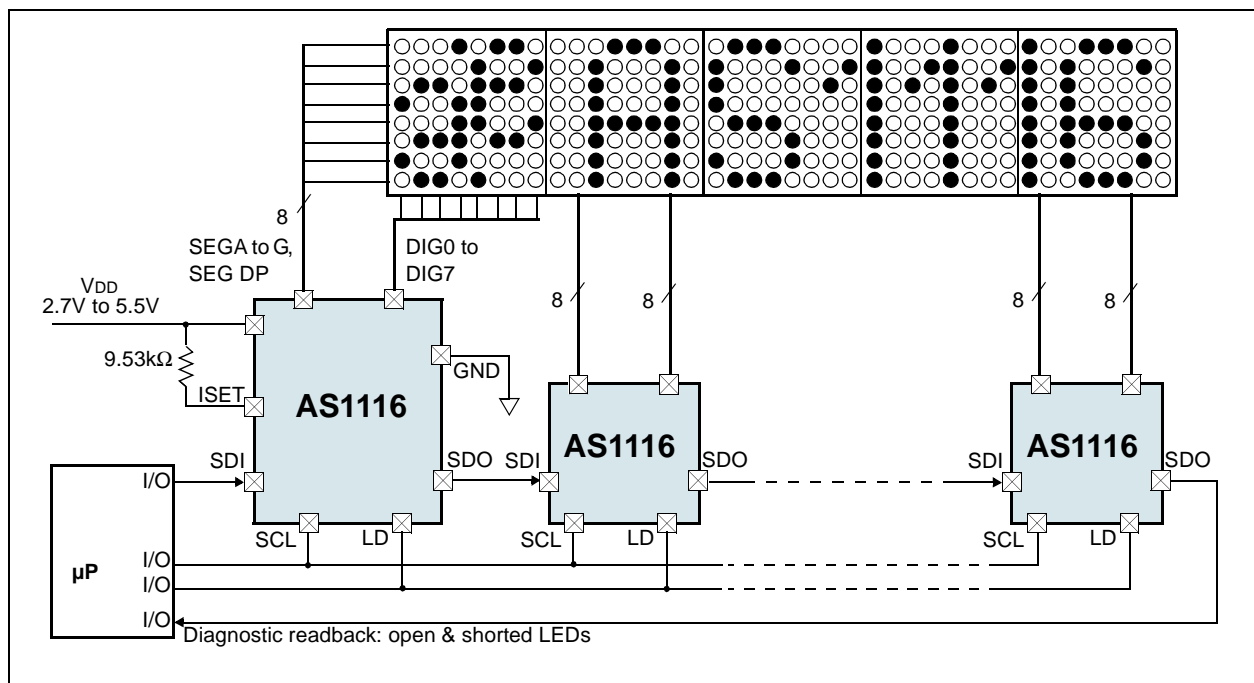 8
SEGA to G,
SEG DP
DIG0 to
DIG7
VDD
2.7V to 5.5V
9.53kΩ
ISET
GND
AS1116
SDI
SDO
SCL
LD
8
8
SDI
AS1116
SDO
SCL
LD
8
8
SDI
AS1116
SDO
SCL
LD
µP
I/O
I/O
I/O
I/O
Diagnostic readback: open & shorted LEDs